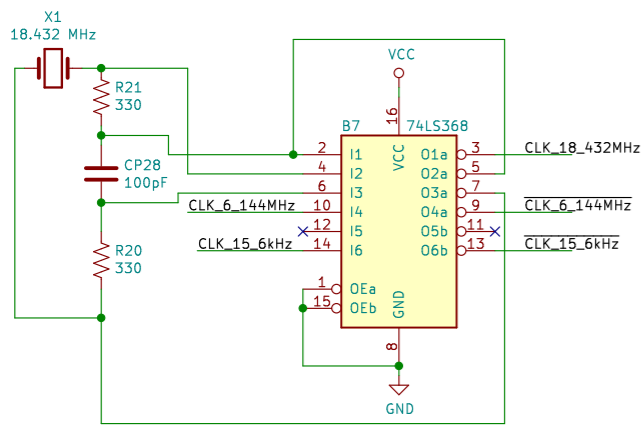 X1
18.432 MHz
R21
330
CP28
100pF
R20
330
VCC
16
B7
74LS368
VCC
2
I1
O1a
3
CLK_18_432MHz
4
I2
O2a
5
6
I3
O3a
7
CLK_6_144MHz
10
I4
O4a
9
CLK_6_144MHz
12
I5
O5b
11
CLK_15_6kHz
14
I6
O6b
13
CLK_15_6kHz
1
OEa
15
OEb
GND
8
GND